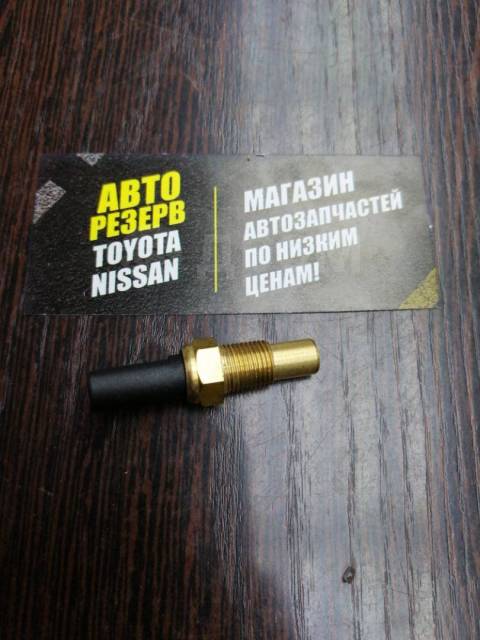 АВТО
РЕЗЕРВ
TOYOTA
NISSAN
МАГАЗИН
АВТОЗАПЧАСТЕЙ
ПО НИЗКИМ
ЦЕНАМ!